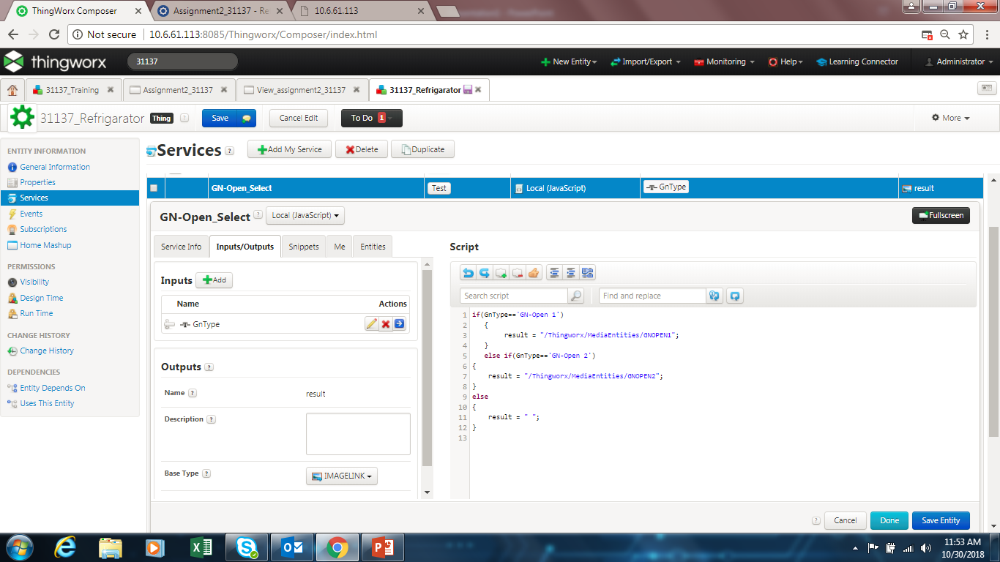 ThingWorx Composer
Assignment2_31137 - Re
10.6.61.113
Not secure
10.6.61.113:8085/Thingworx/Composer/index.html
thingworx
31137
New Entity
Import/Export
Monitoring
Help
Learning Connector
Administrator
31137_Training
Assignment2_31137
View_assignment2_31137
31137_Refrigarator
31137_Refrigarator
Thing
?
Save
Cancel Edit
To Do 1
More
ENTITY INFORMATION
General Information
Properties
Services
Events
Subscriptions
Home Mashup
PERMISSIONS
Visibility
Design Time
Run Time
CHANGE HISTORY
Change History
DEPENDENCIES
Entity Depends On
Uses This Entity
Services ?
Add My Service
Delete
Duplicate
GN-Open_Select
Test
Local (JavaScript)
GnType
result
GN-Open_Select ?
Local (JavaScript)
Fullscreen
Service Info
Inputs/Outputs
Snippets
Me
Entities
Inputs
Add
Name
Actions
GnType
Outputs ?
Name ?
result
Description ?
Base Type ?
IMAGELINK
Script
Search script
Find and replace
1 if(GnType=='GN-Open 1')
2 {
3 result = "/Thingworx/MediaEntities/GNOPEN1";
4 }
5 else if(GnType=='GN-Open 2')
6 {
7 result = "/Thingworx/MediaEntities/GNOPEN2";
8 }
9 else
10 {
11 result = " ";
12 }
13
?
Cancel
Done
Save Entity
11:53 AM
10/30/2018